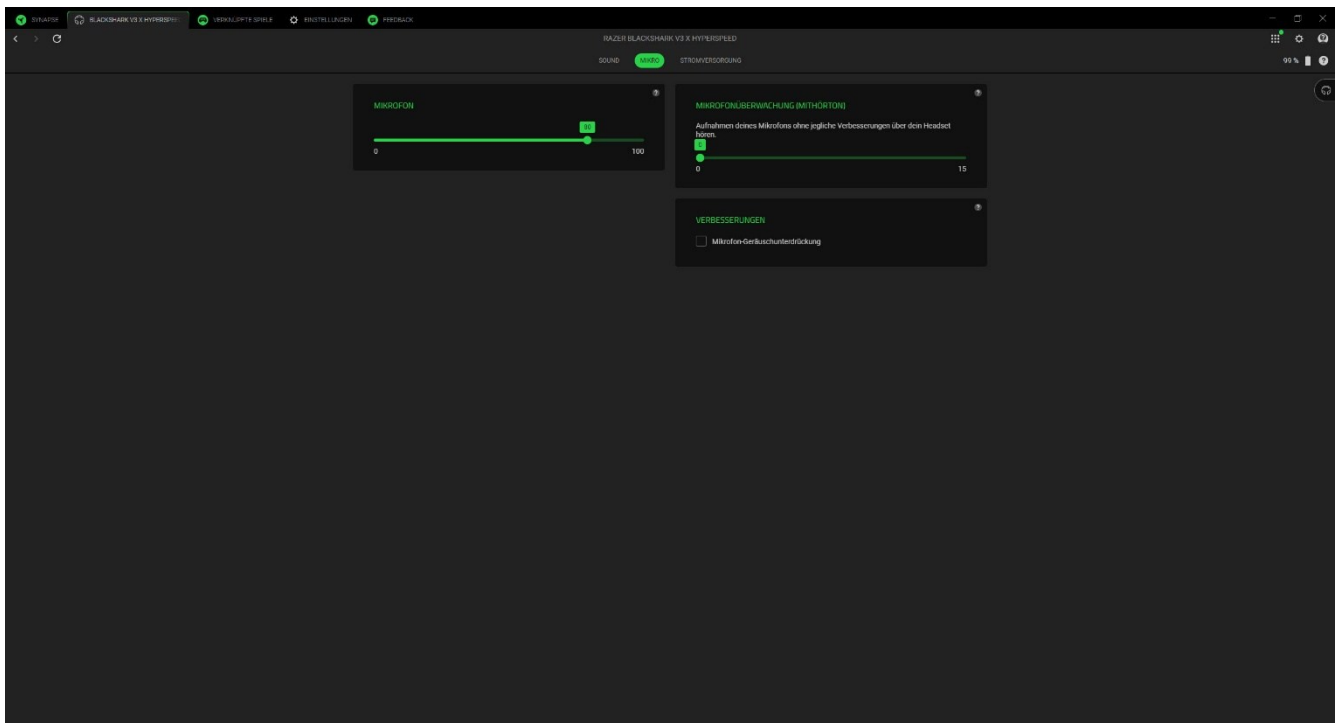 SYNAPSE BLACKSHARK V3 X HYPERSPEE VERKNÜPFTE SPIELE EINSTELLUNGEN FEEDBACK
RAZER BLACKSHARK V3 X HYPERSPEED
SOUND MIKRO STROMVERSORGUNG 99 %
MIKROFON
80
0 100
MIKROFONÜBERWACHUNG (MITHÖRTON)
Aufnahmen deines Mikrofons ohne jegliche Verbesserungen über dein Headset
hören.
0
0 15
VERBESSERUNGEN
Mikrofon-Geräuschunterdrückung